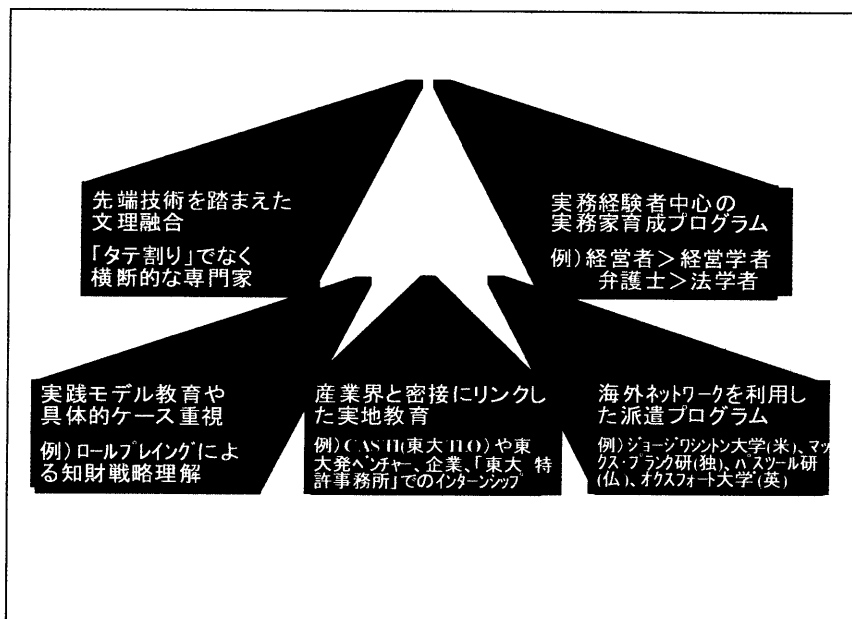 先端技術を踏まえた
文理融合
「タテ割り」でなく
横断的な専門家
実務経験者中心の
実務家育成プログラム
例)経営者>経営学者
弁護士>法学者
実践モデル教育や
具体的ケース重視
例)ロールプレイングによ
る知財戦略理解
産業界と密接にリンクし
た実地教育
例)CASTI(東大TLO)や東
大発ベンチャー、企業、「東大 特
許事務所」でのインターンシップ
海外ネットワークを利用し
た派遣プログラム
例)ジョージワシントン大学(米)、マッ
クス・プランク研(独)、パスツール研
(仏)、オクスフォート大学(英)